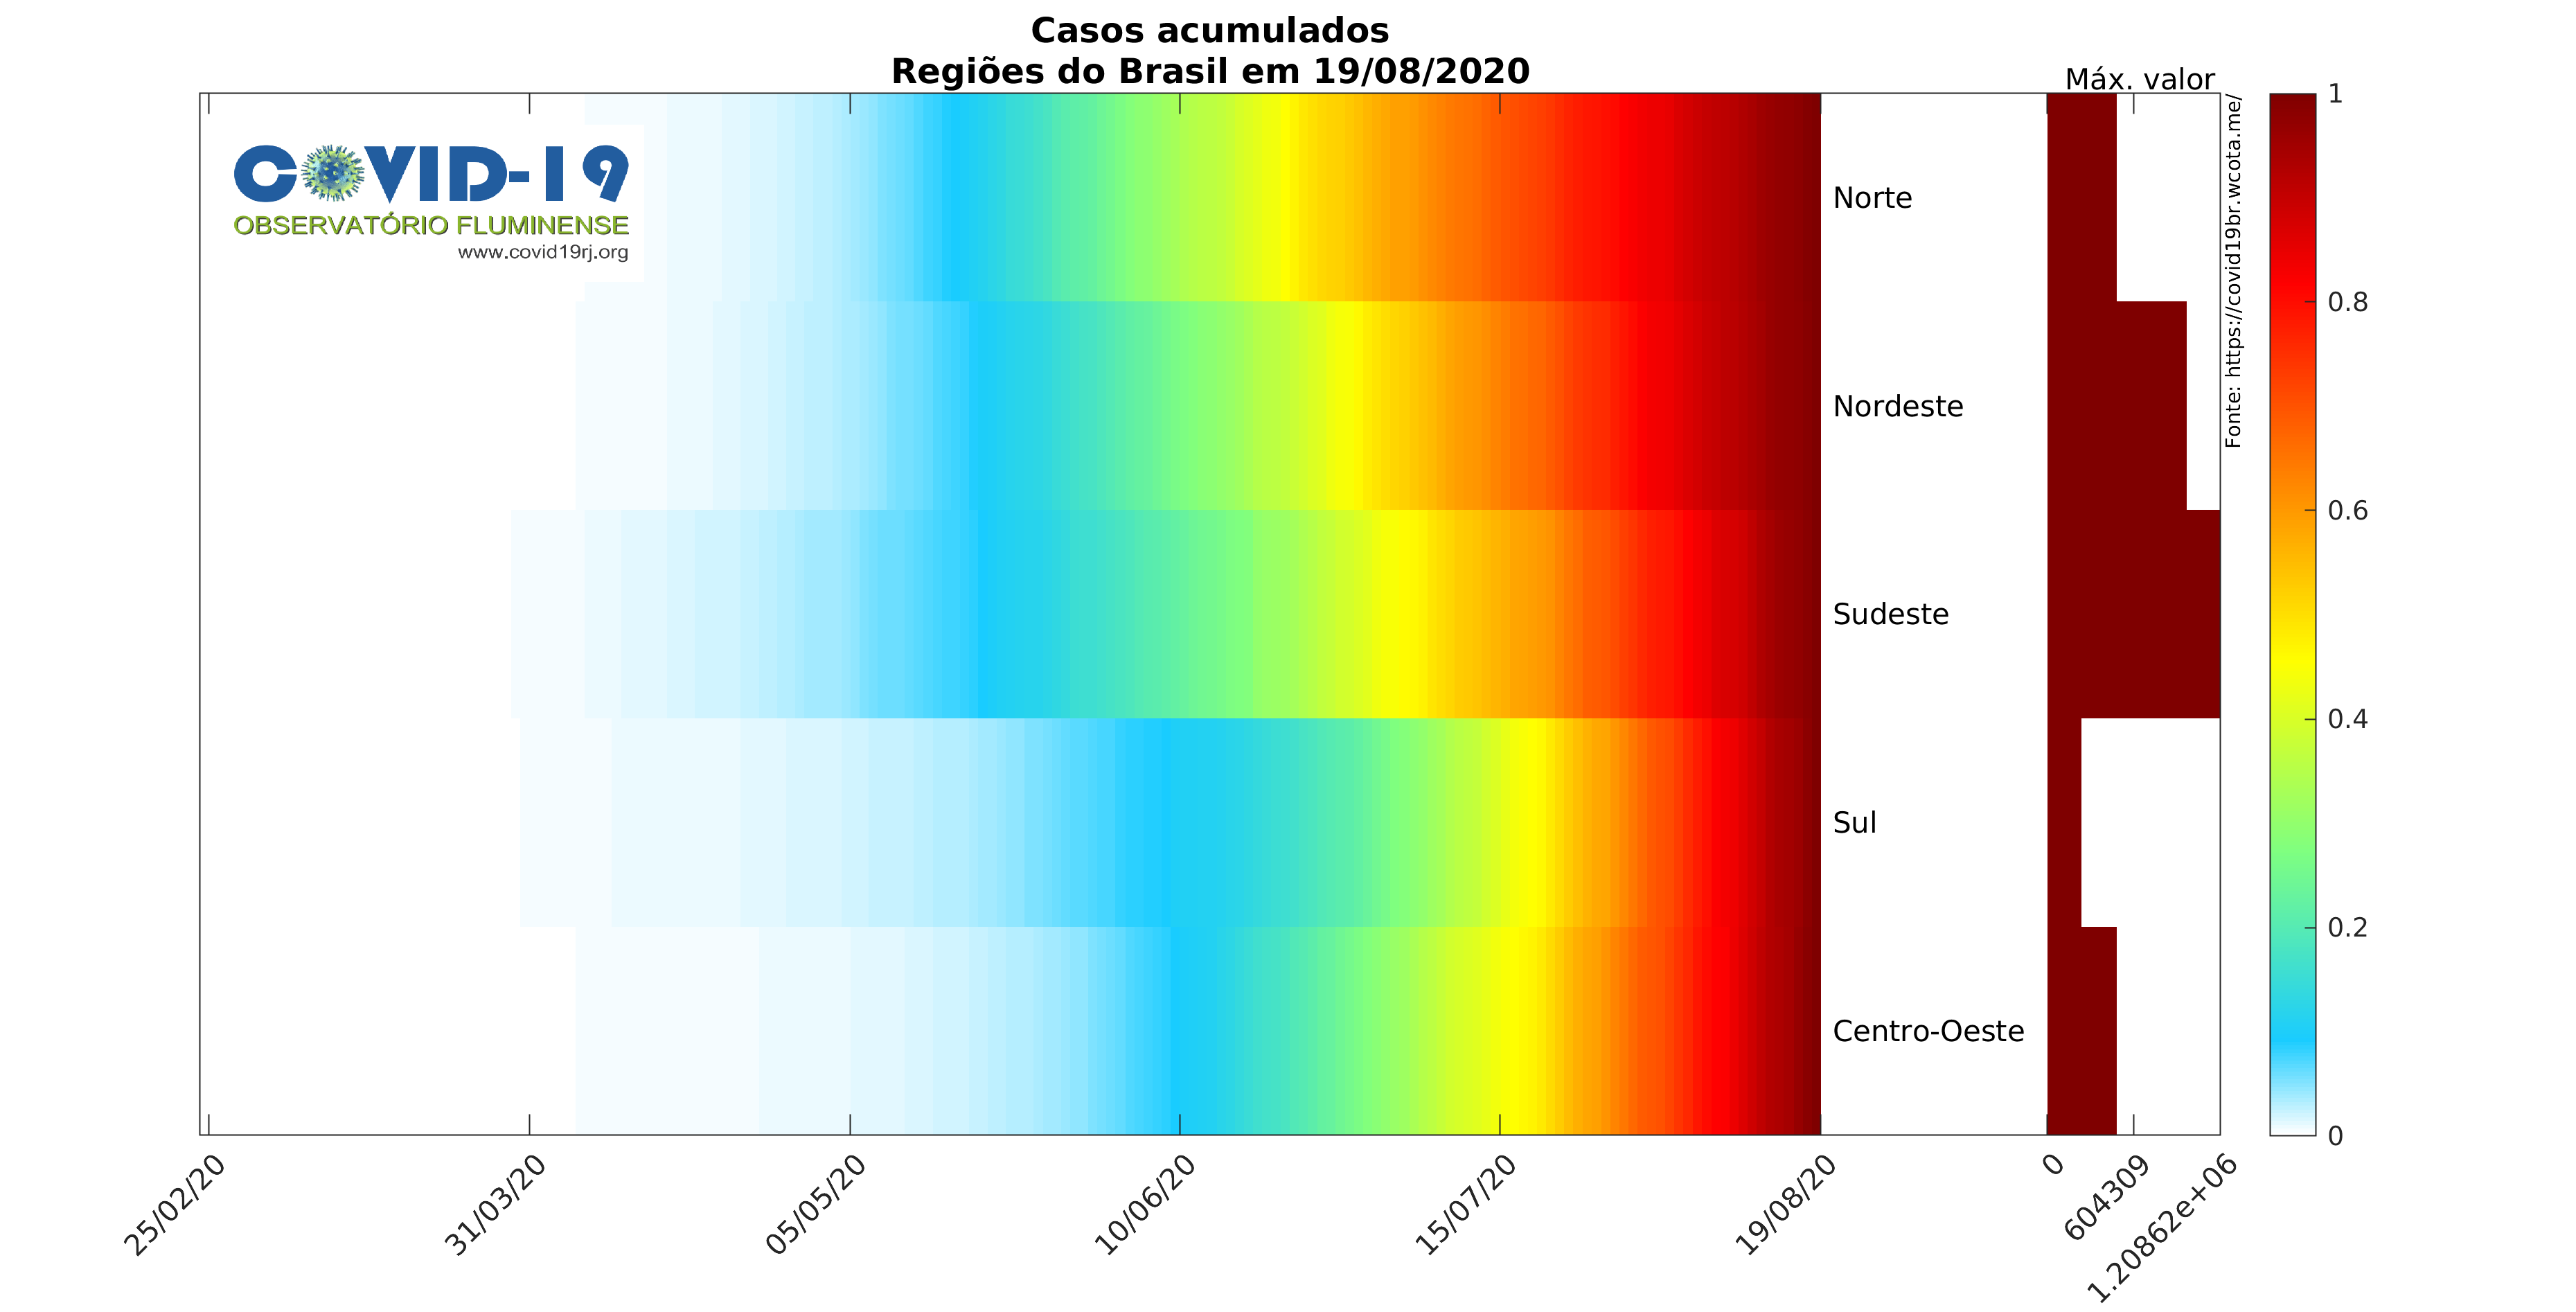 Casos acumulados
Regiões do Brasil em 19/08/2020
Máx. valor
COVID-19
OBSERVATÓRIO FLUMINENSE
www.covid19rj.org
Norte
Nordeste
Sudeste
Sul
Centro-Oeste
Fonte: https://covid19br.wcota.me/
1
0.8
0.6
0.4
0.2
0
25/02/20
31/03/20
05/05/20
10/06/20
15/07/20
19/08/20
0
604309
1.20862e+06